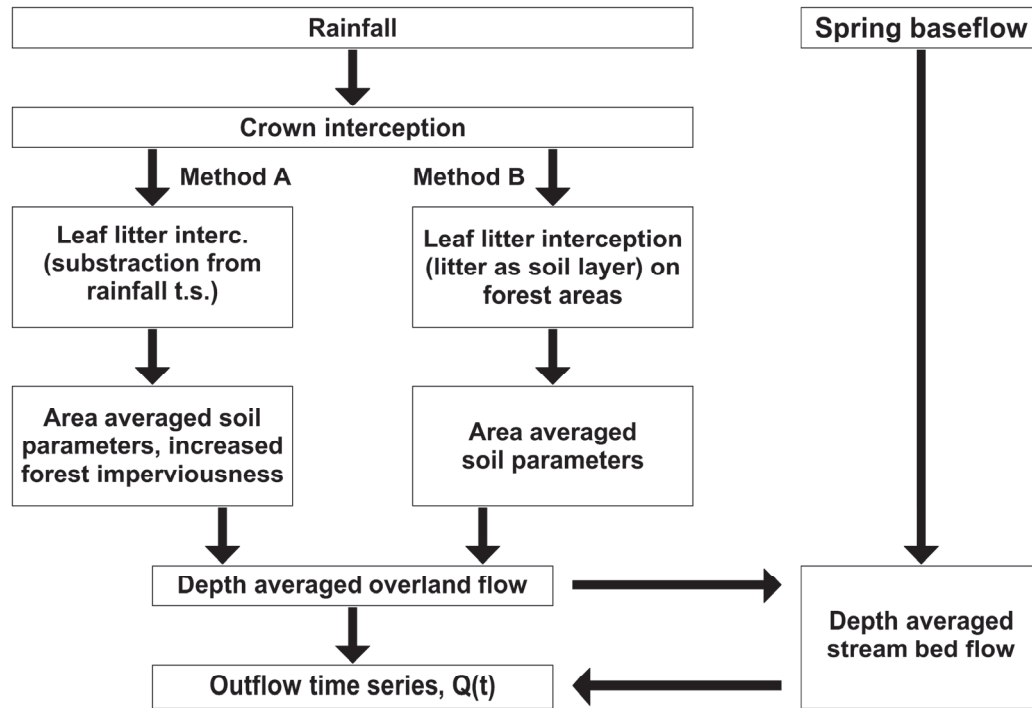 Rainfall
Spring baseflow
Crown interception
Method A
Method B
Leaf litter interc.
(substraction from
rainfall t.s.)
Leaf litter interception
(litter as soil layer) on
forest areas
Area averaged soil
parameters, increased
forest imperviousness
Area averaged
soil parameters
Depth averaged overland flow
Depth averaged
stream bed flow
Outflow time series, Q(t)